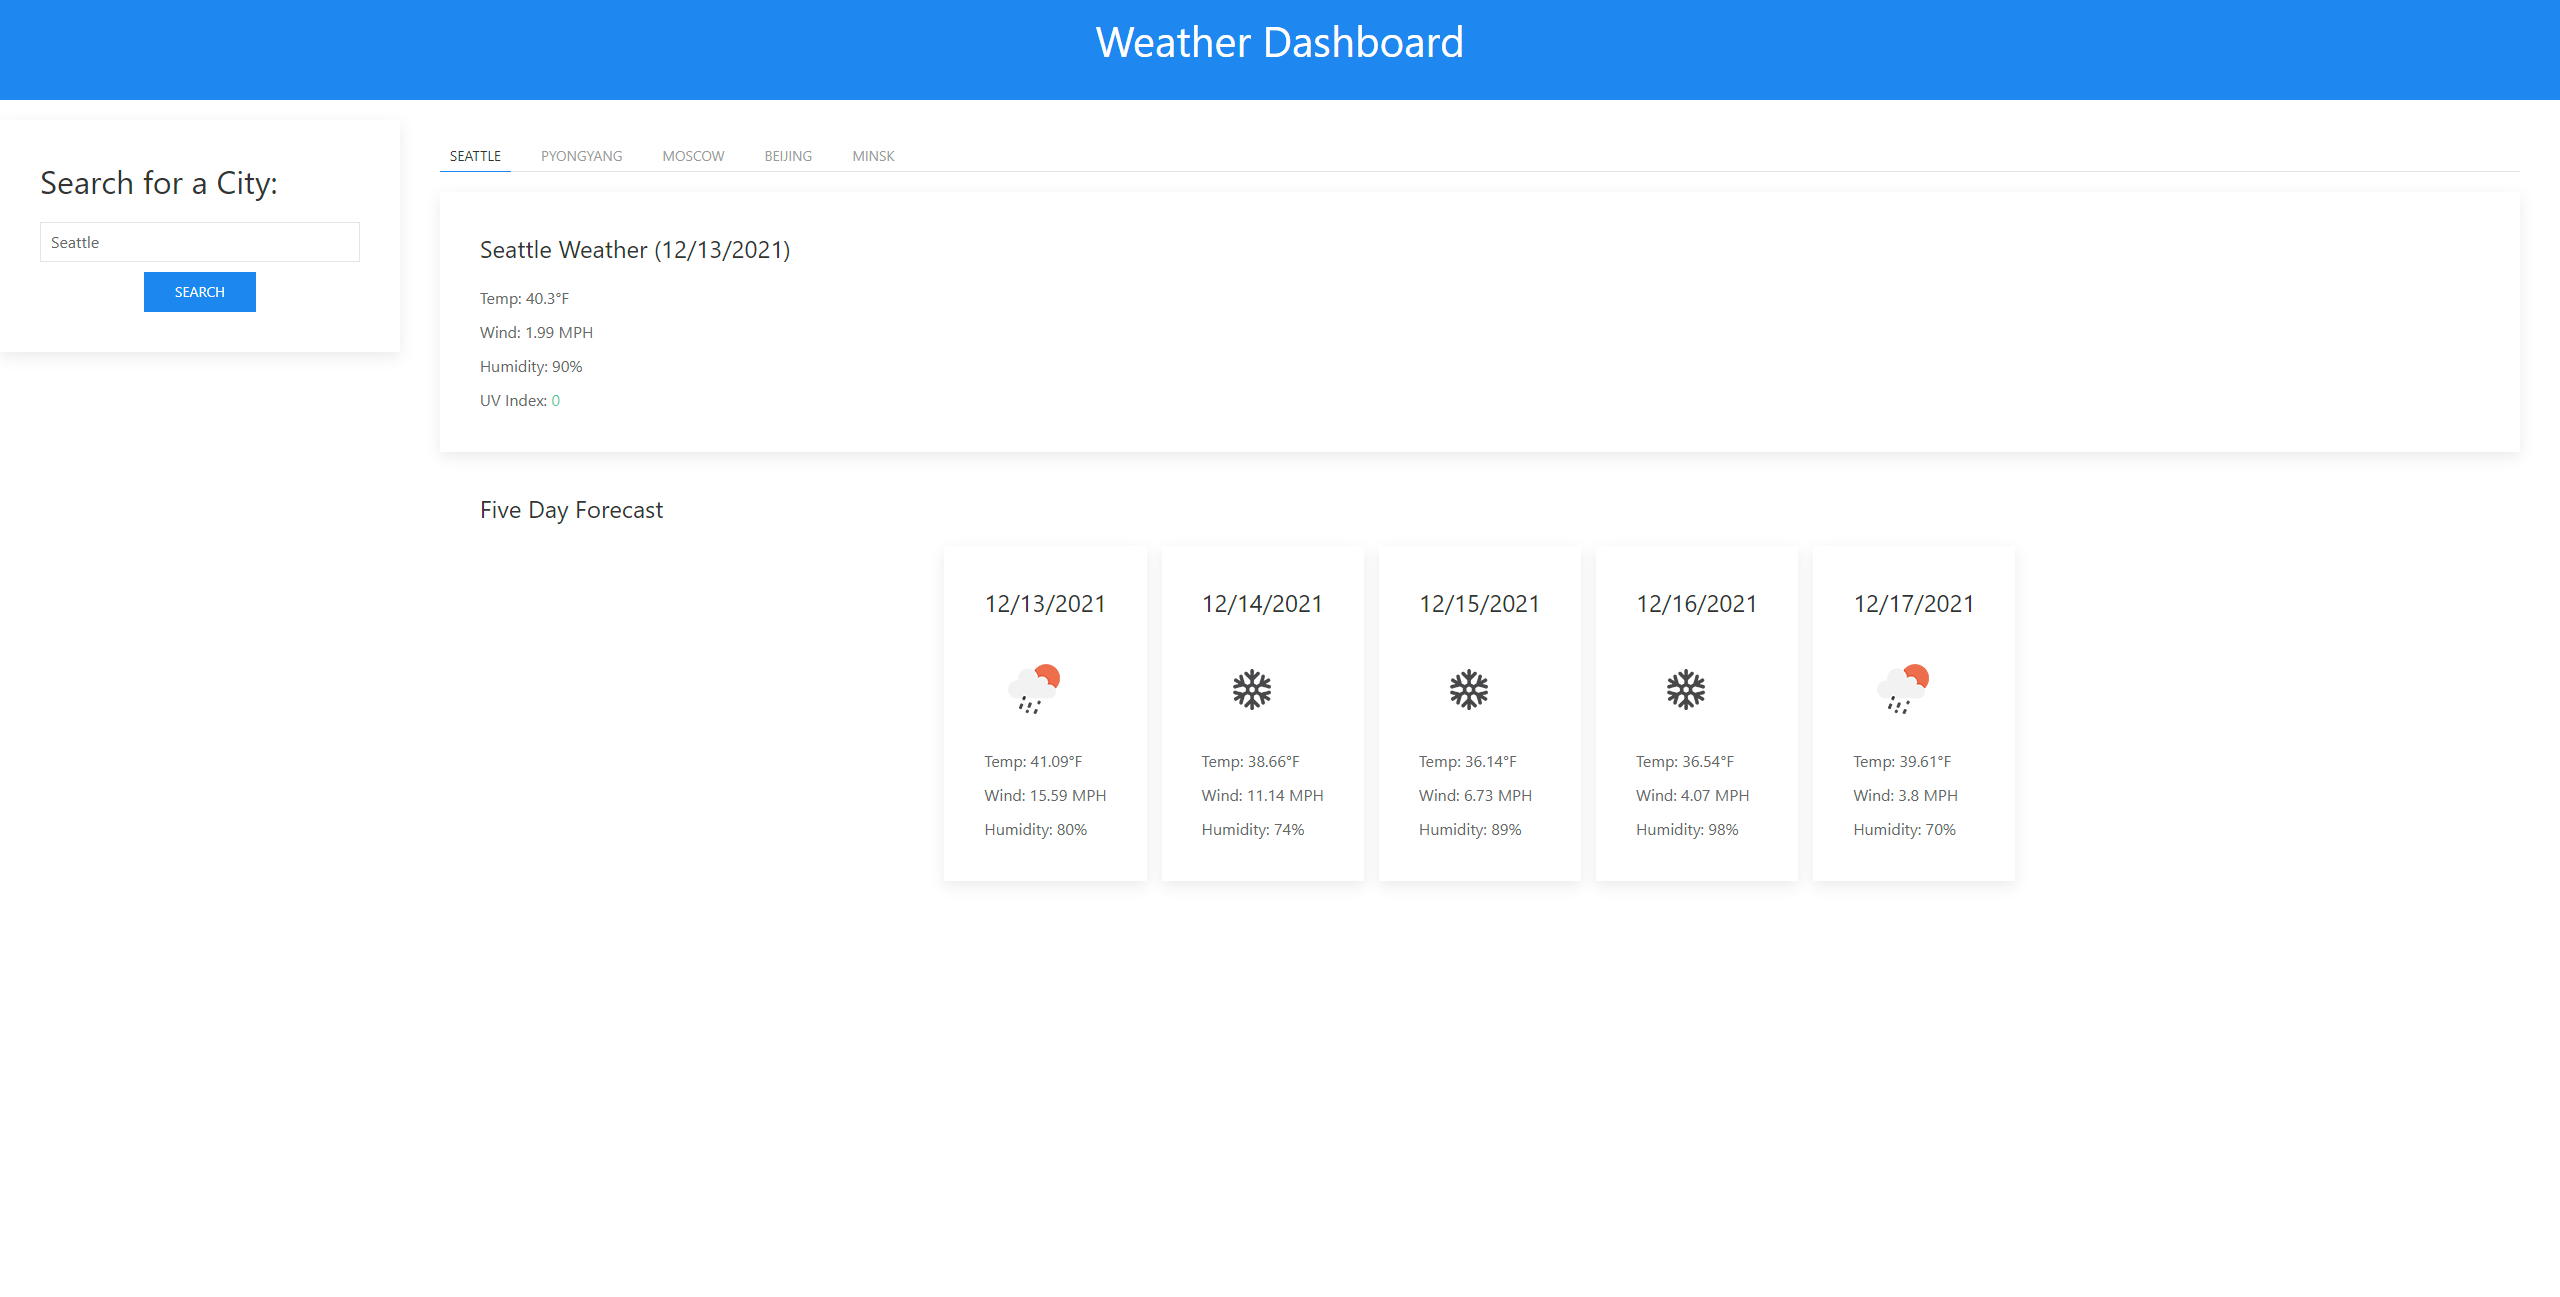 Weather Dashboard
Search for a City:
Seattle
SEARCH
SEATTLE PYONGYANG MOSCOW BEIJING MINSK
Seattle Weather (12/13/2021)
Temp: 40.3°F
Wind: 1.99 MPH
Humidity: 90%
UV Index: 0
Five Day Forecast
12/13/2021
Temp: 41.09°F
Wind: 15.59 MPH
Humidity: 80%
12/14/2021
Temp: 38.66°F
Wind: 11.14 MPH
Humidity: 74%
12/15/2021
Temp: 36.14°F
Wind: 6.73 MPH
Humidity: 89%
12/16/2021
Temp: 36.54°F
Wind: 4.07 MPH
Humidity: 98%
12/17/2021
Temp: 39.61°F
Wind: 3.8 MPH
Humidity: 70%